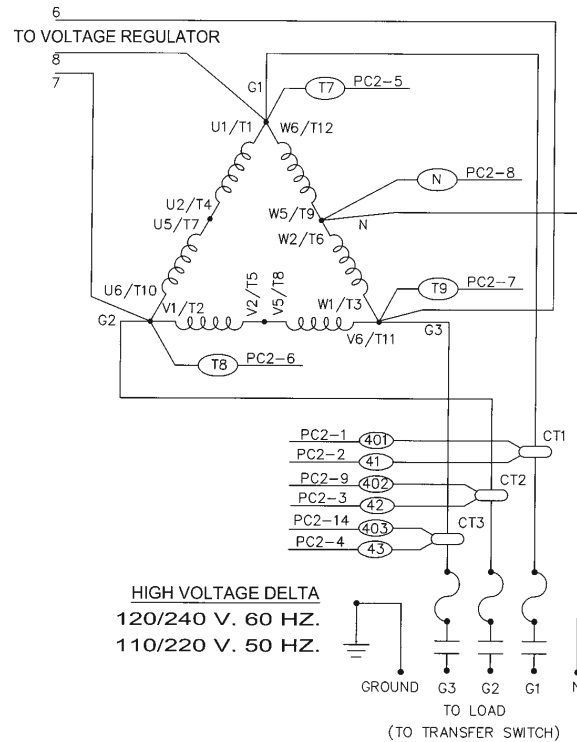 6
TO VOLTAGE REGULATOR
8
7
G1
T7 PC2-5
U1/T1 W6/T12
N PC2-8
U2/T4 W5/T9
U5/T7 W2/T6 N
T9 PC2-7
U6/T10 V2/T5 V5/T8 W1/T3
V1/T2
G2 G3
V6/T11
T8 PC2-6
PC2-1 401 CT1
PC2-2 41
PC2-9 402 CT2
PC2-3 42
PC2-14 403 CT3
PC2-4 43
HIGH VOLTAGE DELTA
120/240 V. 60 HZ.
110/220 V. 50 HZ.
GROUND G3 G2 G1 N
TO LOAD
(TO TRANSFER SWITCH)